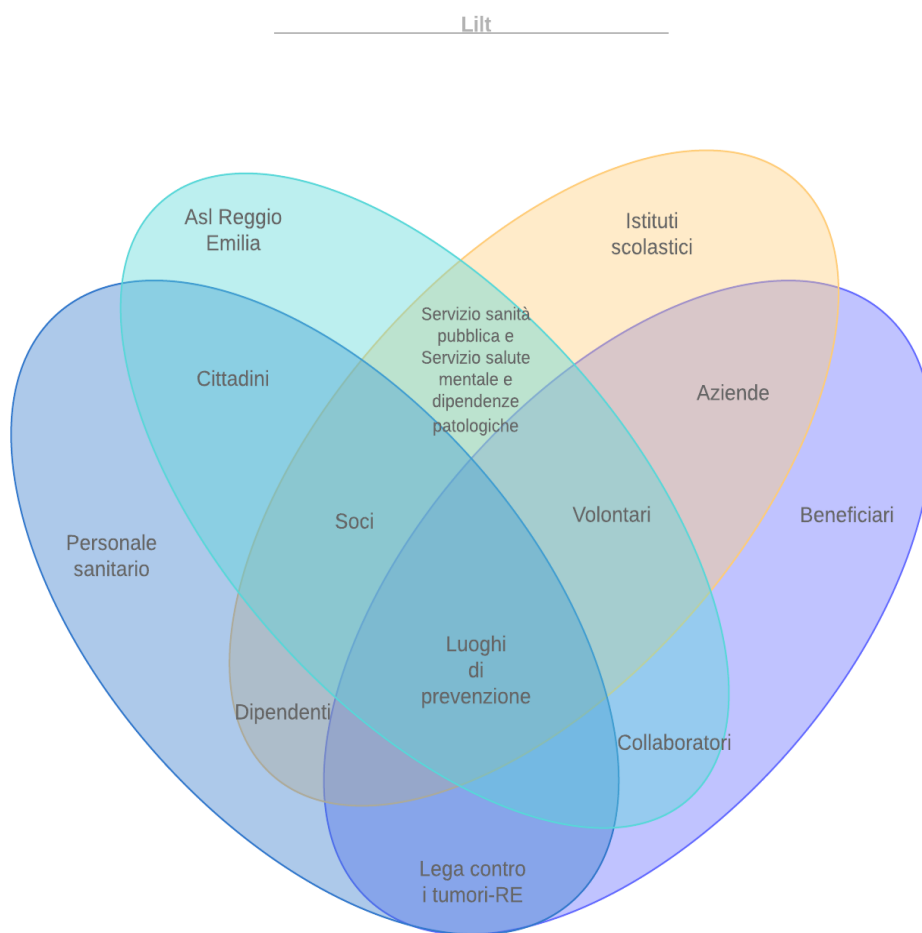 Lilt
Asl Reggio
Emilia
Istituti
scolastici
Servizio sanità
pubblica e
Servizio salute
mentale e
dipendenze
patologiche
Cittadini
Aziende
Soci
Volontari
Beneficiari
Personale
sanitario
Luoghi
di
prevenzione
Dipendenti
Collaboratori
Lega contro
i tumori-RE